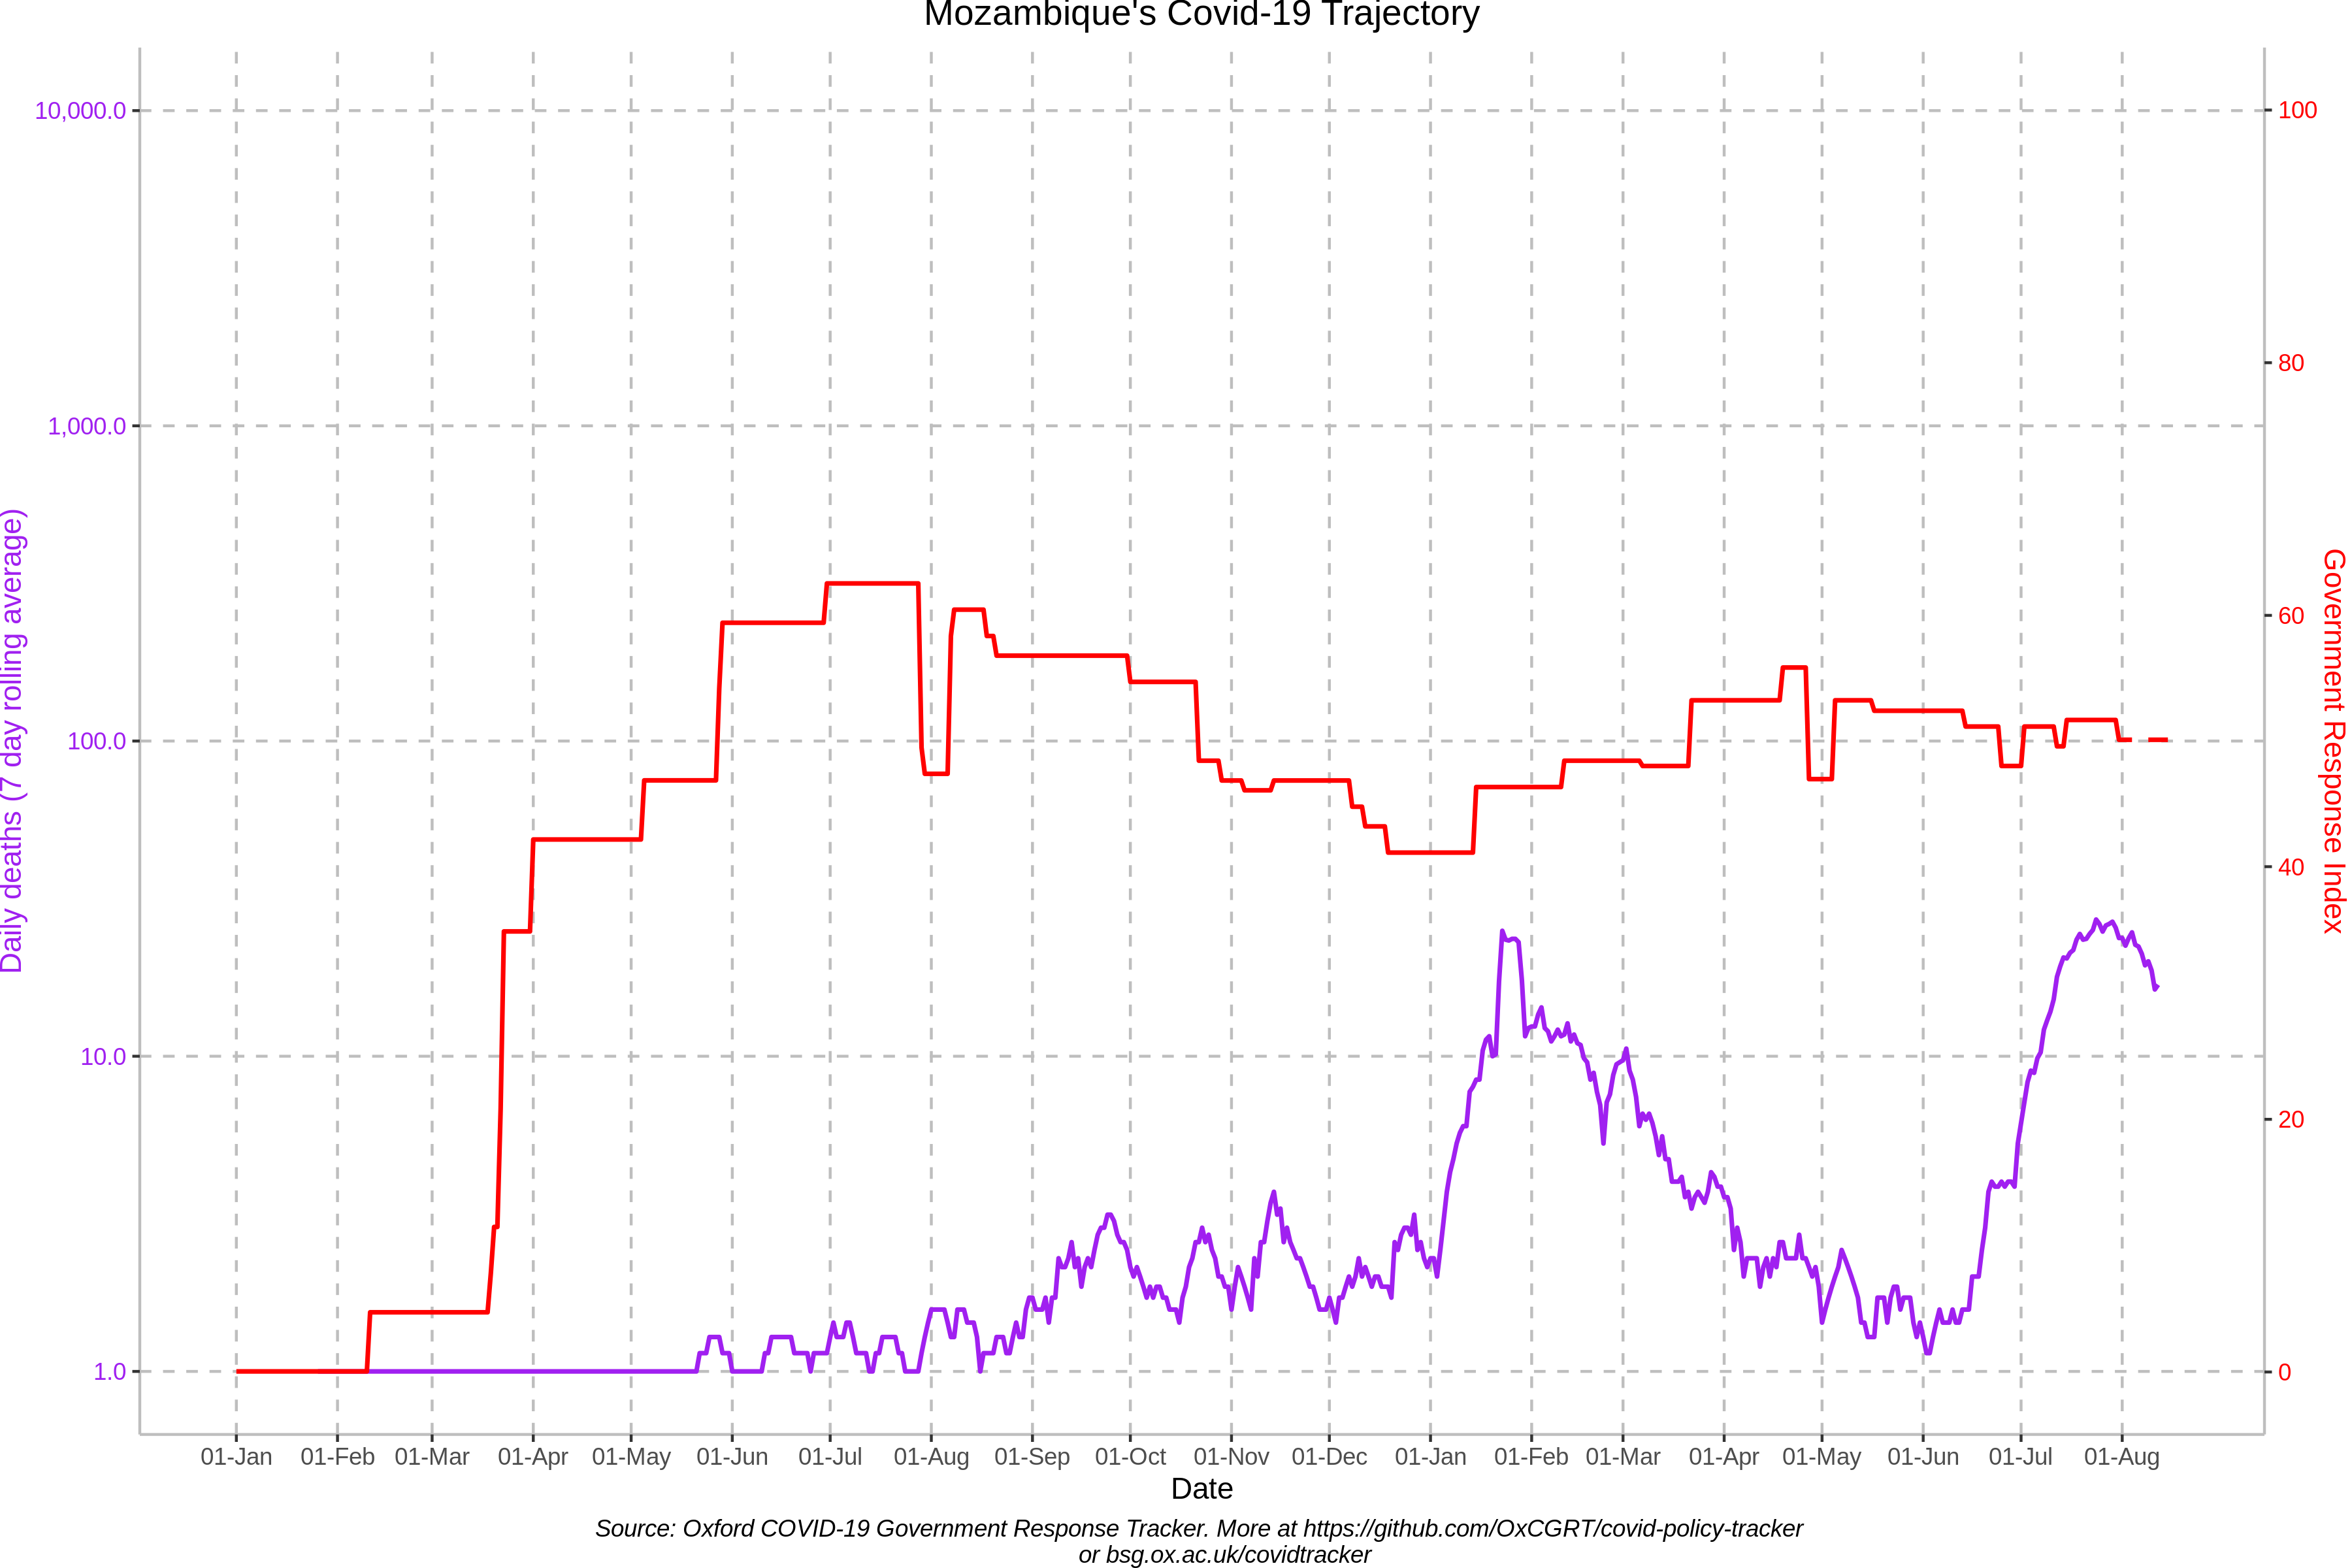 Mozambique's Covid-19 Trajectory
10,000.0
1,000.0
100.0
10.0
1.0
Daily deaths (7 day rolling average)
100
80
60
40
20
0
Government Response Index
01-Jan 01-Feb 01-Mar 01-Apr 01-May 01-Jun 01-Jul 01-Aug 01-Sep 01-Oct 01-Nov 01-Dec 01-Jan 01-Feb 01-Mar 01-Apr 01-May 01-Jun 01-Jul 01-Aug
Date
Source: Oxford COVID-19 Government Response Tracker. More at https://github.com/OxCGRT/covid-policy-tracker
or bsg.ox.ac.uk/covidtracker